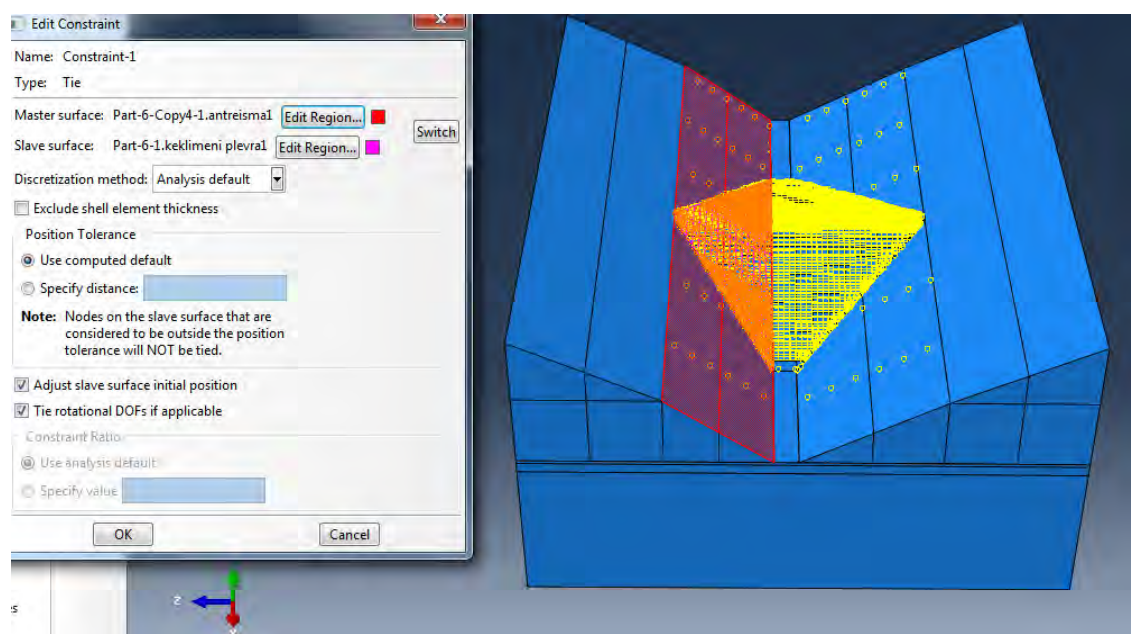 Edit Constraint
Name: Constraint-1
Type: Tie
Master surface: Part-6-Copy4-1.antreisma1 Edit Region...
Switch
Slave surface: Part-6-1.keklimeni plevra1 Edit Region...
Discretization method: Analysis default
Exclude shell element thickness
Position Tolerance
Use computed default
Specify distance:
Note: Nodes on the slave surface that are
considered to be outside the position
tolerance will NOT be tied.
Adjust slave surface initial position
Tie rotational DOFs if applicable
Constraint Ratio
Use analysis default
Specify value
OK Cancel